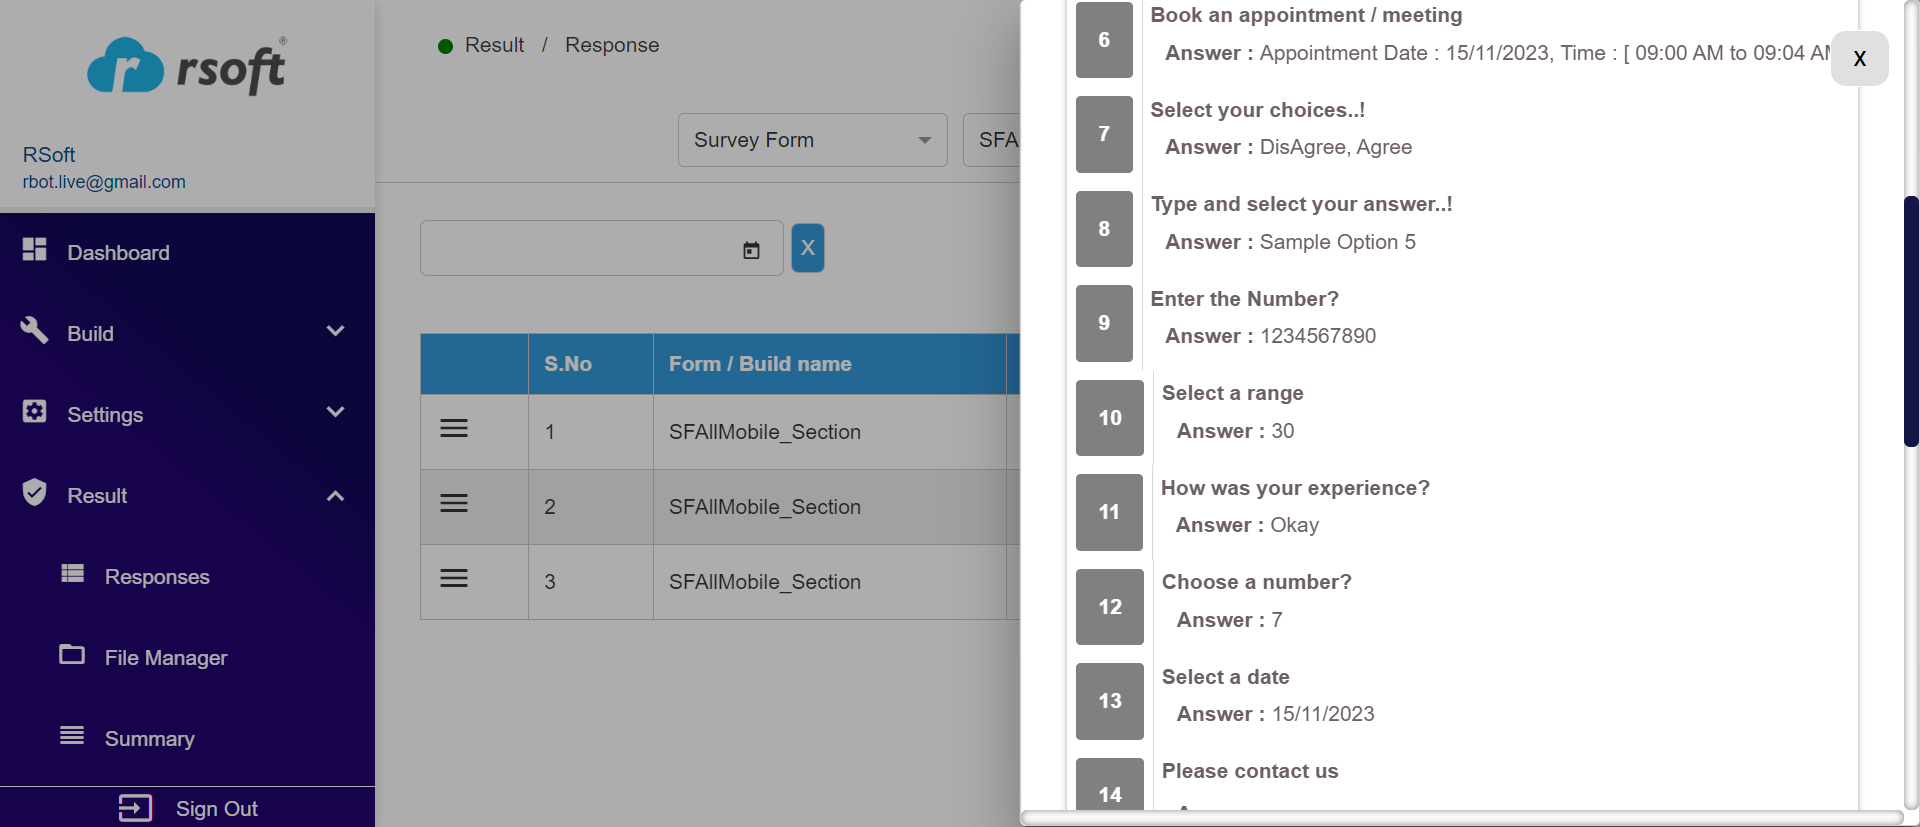 rsoft
®
RSoft
rbot.live@gmail.com
Dashboard
Build
Settings
Result
Responses
File Manager
Summary
Sign Out
Result / Response
Survey Form
SFA
X
S.No
Form / Build name
1
SFAllMobile_Section
2
SFAllMobile_Section
3
SFAllMobile_Section
X
6
Book an appointment / meeting
Answer : Appointment Date : 15/11/2023, Time : [ 09:00 AM to 09:04 AM
7
Select your choices..!
Answer : DisAgree, Agree
8
Type and select your answer..!
Answer : Sample Option 5
9
Enter the Number?
Answer : 1234567890
10
Select a range
Answer : 30
11
How was your experience?
Answer : Okay
12
Choose a number?
Answer : 7
13
Select a date
Answer : 15/11/2023
14
Please contact us